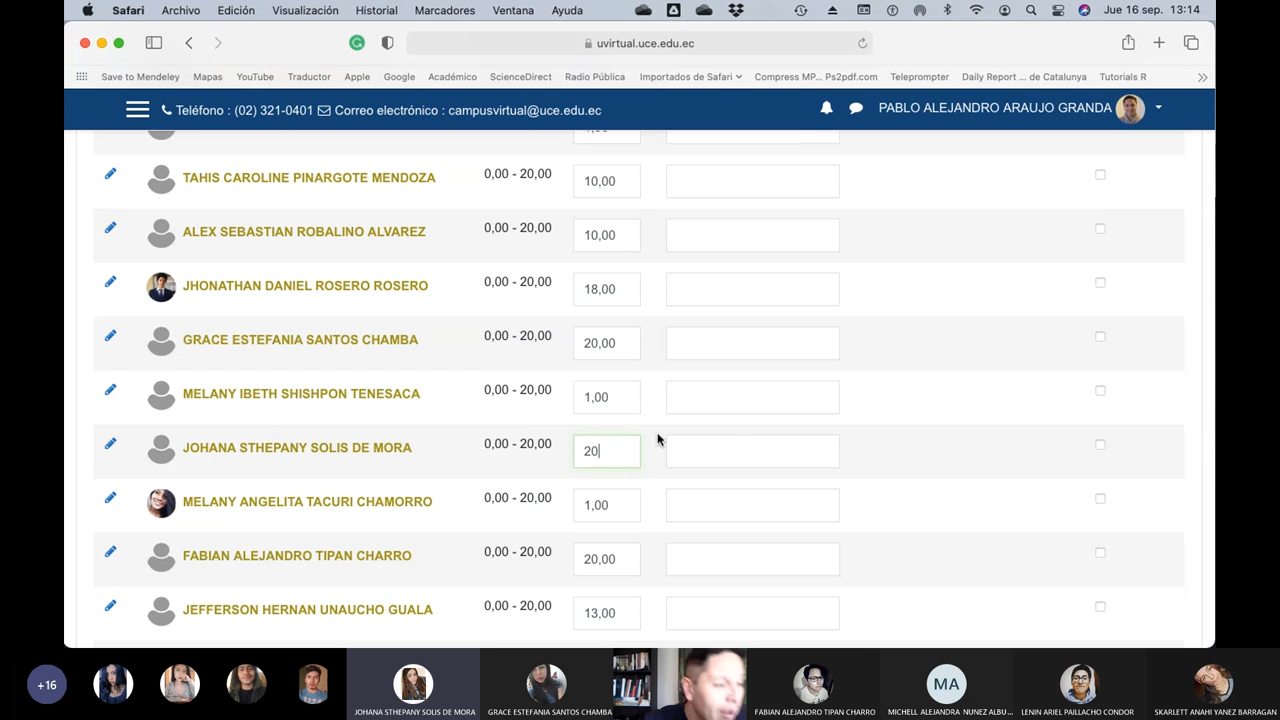 Safari Archivo Edición Visualización Historial Marcadores Ventana Ayuda Jue 16 sep. 13:14
uvirtual.uce.edu.ec
Save to Mendeley Mapas YouTube Traductor Apple Google Académico ScienceDirect Radio Pública Importados de Safari Compress MP... Ps2pdf.com Teleprompter Daily Report ... de Catalunya Tutorials R
Teléfono : (02) 321-0401 Correo electrónico : campusvirtual@uce.edu.ec PABLO ALEJANDRO ARAUJO GRANDA
TAHIS CAROLINE PINARGOTE MENDOZA 0,00 - 20,00 10,00
ALEX SEBASTIAN ROBALINO ALVAREZ 0,00 - 20,00 10,00
JHONATHAN DANIEL ROSERO ROSERO 0,00 - 20,00 18,00
GRACE ESTEFANIA SANTOS CHAMBA 0,00 - 20,00 20,00
MELANY IBETH SHISHPON TENESACA 0,00 - 20,00 1,00
JOHANA STHEPANY SOLIS DE MORA 0,00 - 20,00 20
MELANY ANGELITA TACURI CHAMORRO 0,00 - 20,00 1,00
FABIAN ALEJANDRO TIPAN CHARRO 0,00 - 20,00 20,00
JEFFERSON HERNAN UNAUCHO GUALA 0,00 - 20,00 13,00
+16 MA
JOHANA STHEPANY SOLIS DE MORA GRACE ESTEFANIA SANTOS CHAMBA FABIAN ALEJANDRO TIPAN CHARRO MICHELL ALEJANDRA NUNEZ ALBU... LENIN ARIEL PAILLACHO CONDOR SKARLETT ANAHI YANEZ BARRAGAN